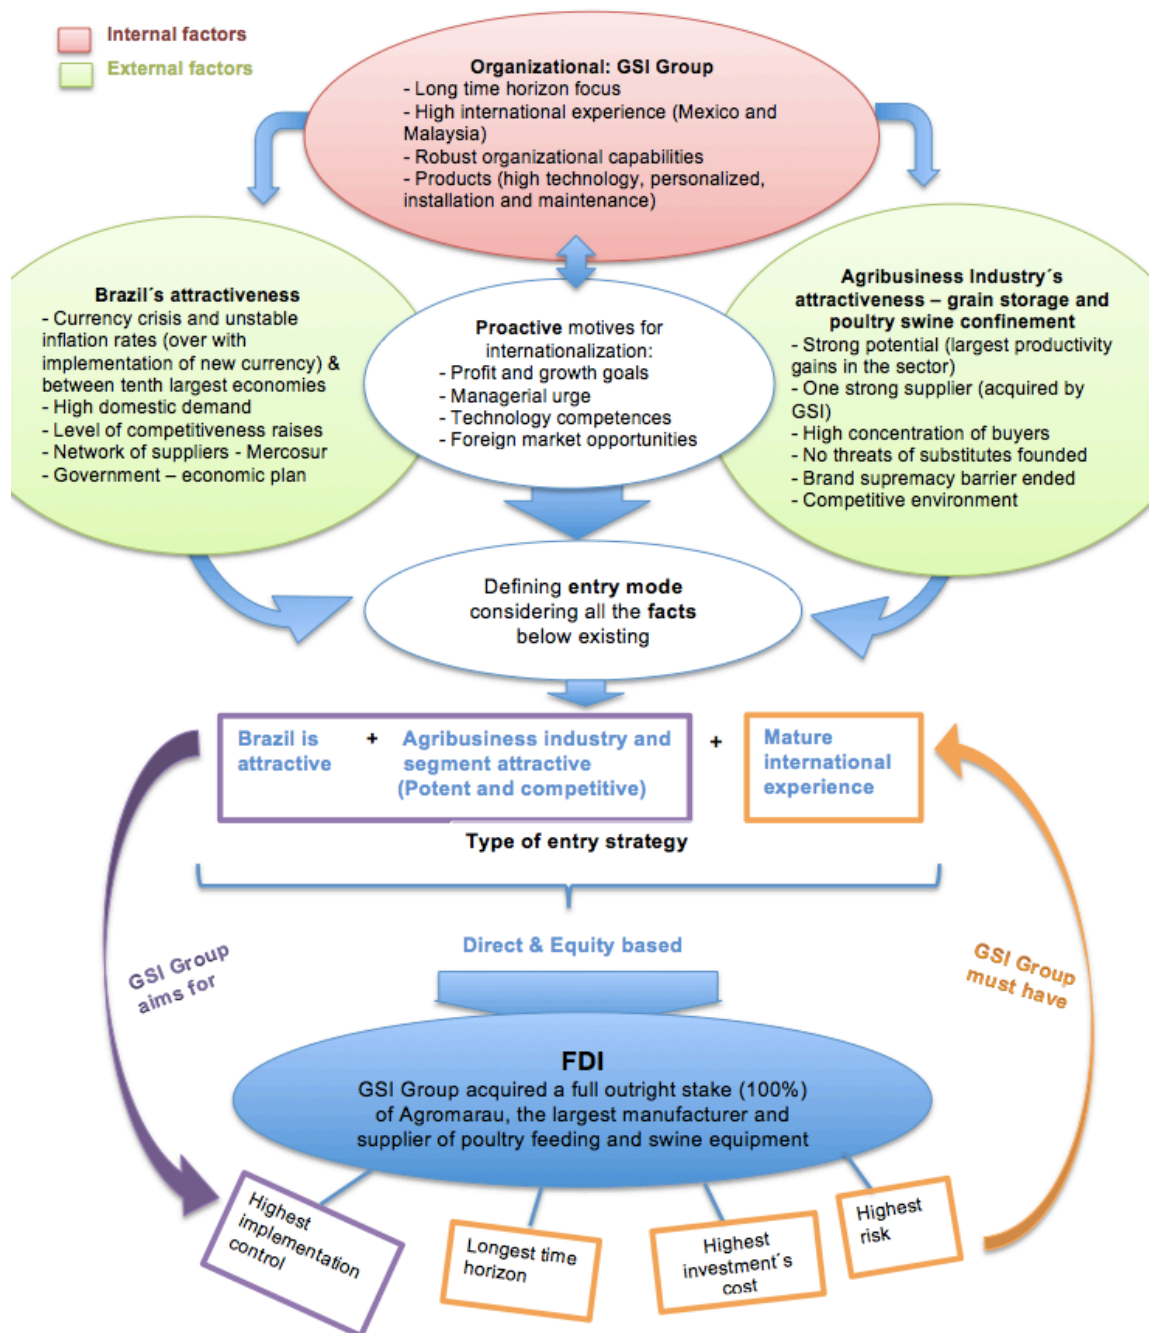 Internal factors
External factors
Organizational: GSI Group
- Long time horizon focus
- High international experience (Mexico and
Malaysia)
- Robust organizational capabilities
- Products (high technology, personalized,
installation and maintenance)
Brazil´s attractiveness
- Currency crisis and unstable
inflation rates (over with
implementation of new currency) &
between tenth largest economies
- High domestic demand
- Level of competitiveness raises
- Network of suppliers - Mercosur
- Government – economic plan
Proactive motives for
internationalization:
- Profit and growth goals
- Managerial urge
- Technology competences
- Foreign market opportunities
Agribusiness Industry´s
attractiveness – grain storage and
poultry swine confinement
- Strong potential (largest productivity
gains in the sector)
- One strong supplier (acquired by
GSI)
- High concentration of buyers
- No threats of substitutes founded
- Brand supremacy barrier ended
- Competitive environment
Defining entry mode
considering all the facts
below existing
Brazil is
attractive
+
Agribusiness industry and
segment attractive
(Potent and competitive)
+
Mature
international
experience
Type of entry strategy
Direct & Equity based
GSI Group
aims for
GSI Group
must have
FDI
GSI Group acquired a full outright stake (100%)
of Agromarau, the largest manufacturer and
supplier of poultry feeding and swine equipment
Highest
implementation
control
Longest time
horizon
Highest
investment´s
cost
Highest
risk